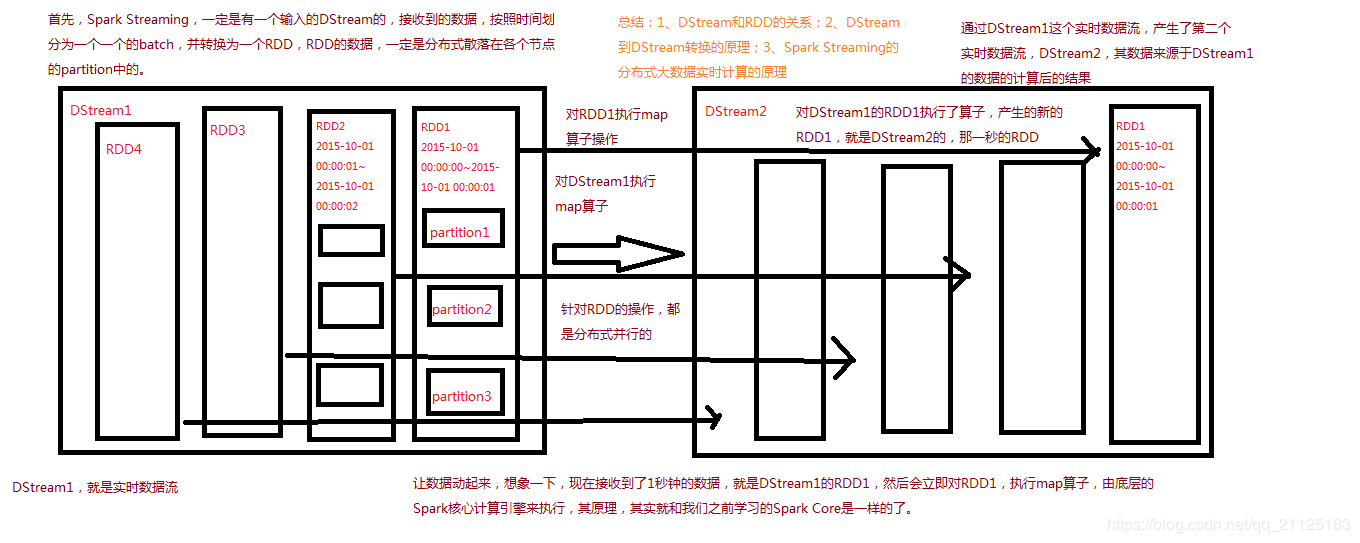 首先，Spark Streaming，一定是有一个输入的DStream的，接收到的数据，按照时间划
分为一个一个的batch，并转换为一个RDD，RDD的数据，一定是分布式散落在各个节点
的partition中的。
总结：1、DStream和RDD的关系；2、DStream
到DStream转换的原理；3、Spark Streaming的
分布式大数据实时计算的原理
通过DStream1这个实时数据流，产生了第二个
实时数据流，DStream2，其数据来源于DStream1
的数据的计算后的结果
DStream1
RDD4
RDD3
RDD2
2015-10-01
00:00:01~
2015-10-01
00:00:02
RDD1
2015-10-01
00:00:00~2015-
10-01 00:00:01
partition1
partition2
partition3
对RDD1执行map
算子操作
对DStream1执行
map算子
针对RDD的操作，都
是分布式并行的
DStream2
对DStream1的RDD1执行了算子，产生的新的
RDD1，就是DStream2的，那一秒的RDD
RDD1
2015-10-01
00:00:00~
2015-10-01
00:00:01
DStream1，就是实时数据流
让数据动起来，想象一下，现在接收到了1秒钟的数据，就是DStream1的RDD1，然后会立即对RDD1，执行map算子，由底层的
Spark核心计算引擎来执行，其原理，其实就和我们之前学习的Spark Core是一样的了。
https://blog.csdn.net/qq_21125183